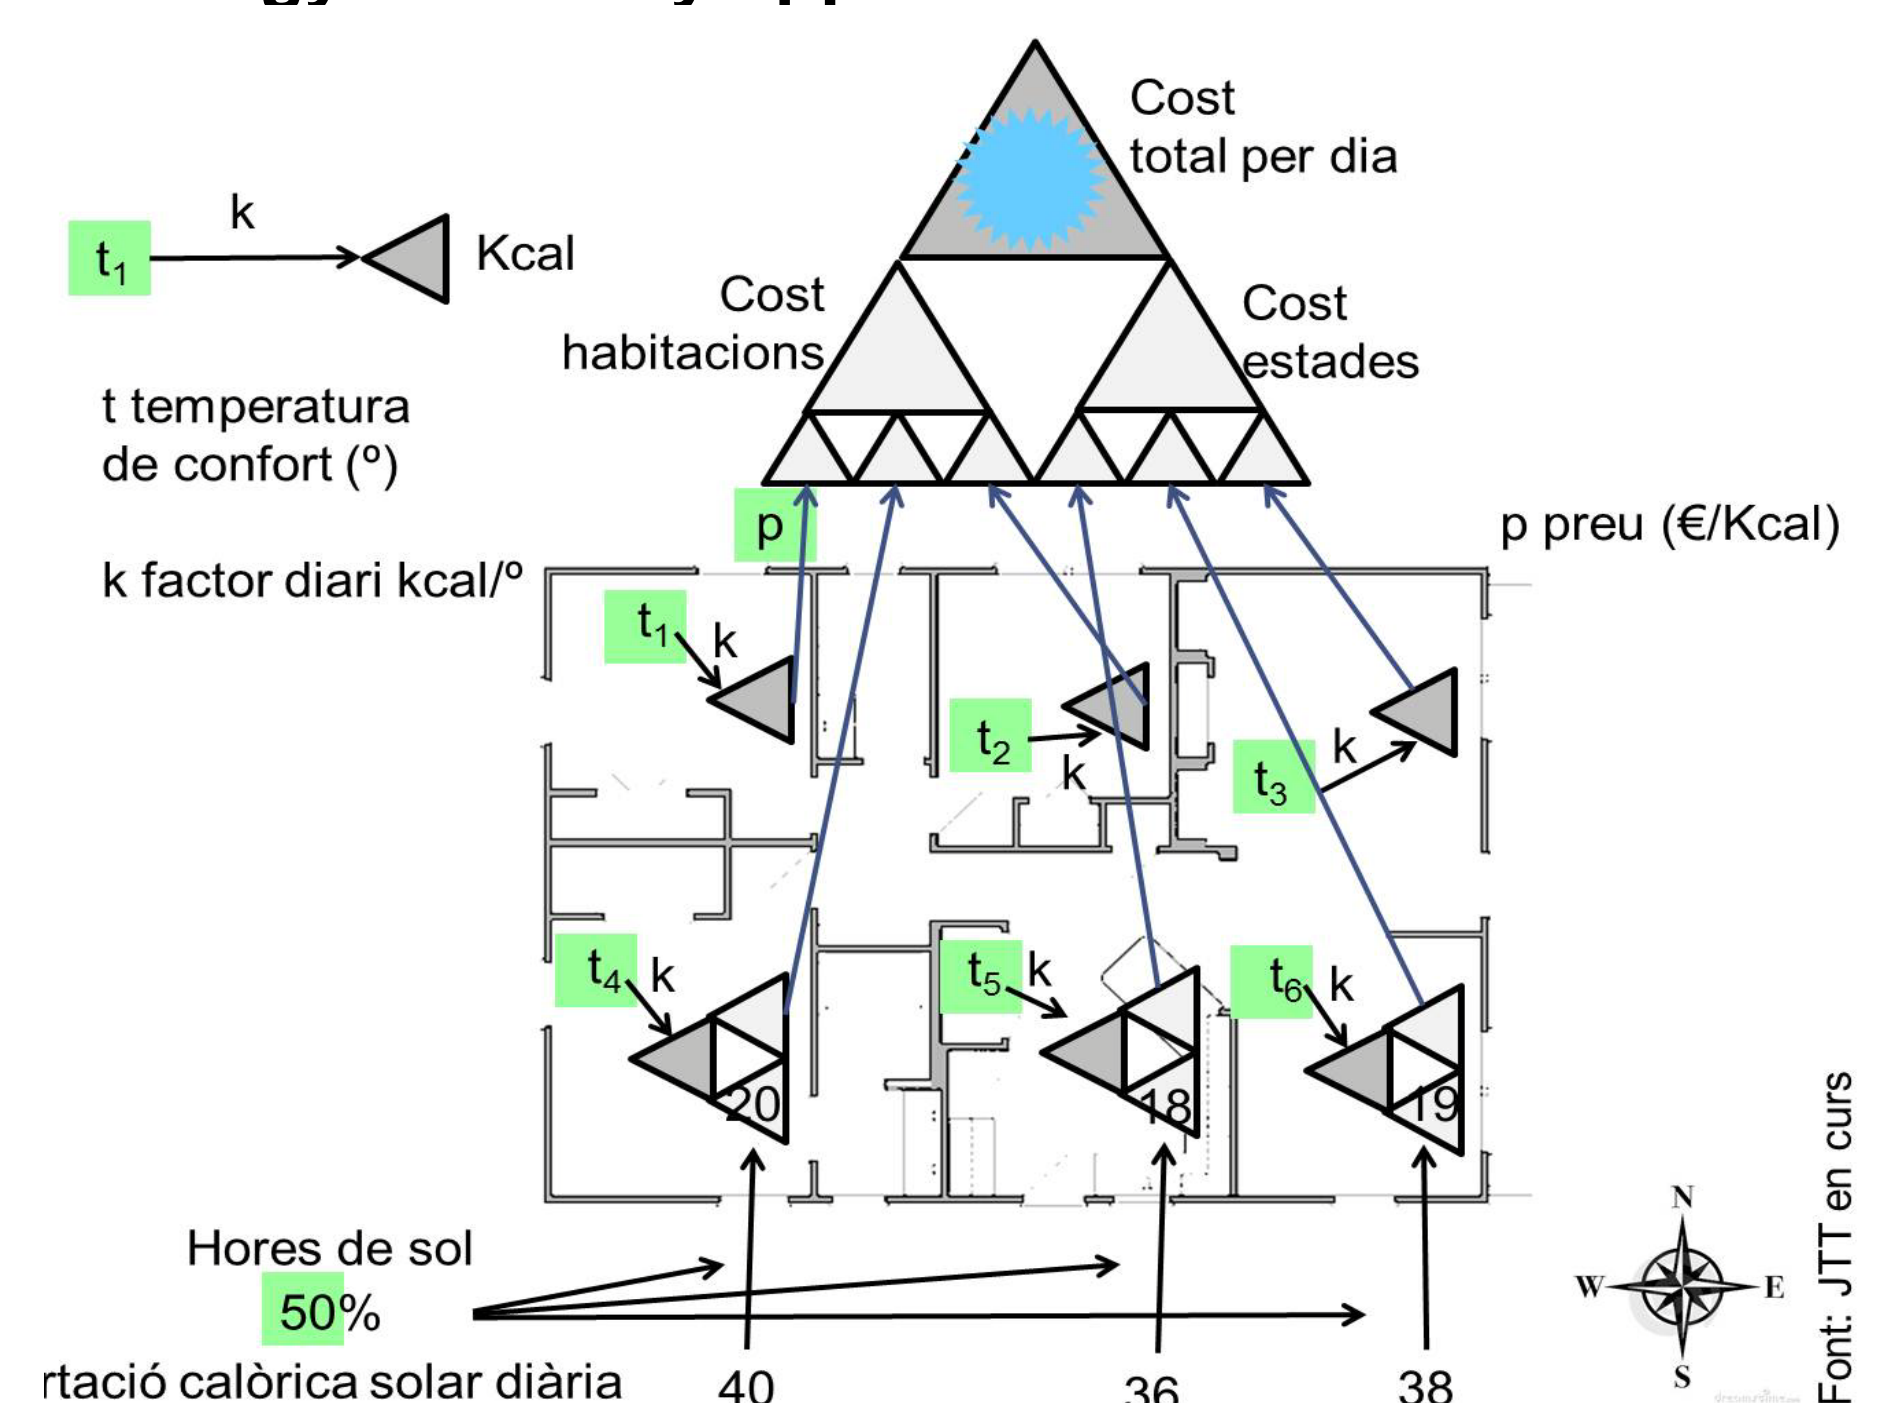 Cost
total per dia
k
t₁
Kcal
Cost
habitacions
Cost
estades
t temperatura
de confort (º)
p
p preu (€/Kcal)
k factor diari kcal/º
t₁
k
t₂
k
k
t₃
t₄
k
t₅
k
t₆
k
20
18
19
Font: JTT en curs
N
W
E
S
Hores de sol
50%
rtació calòrica solar diària
40
36
38
dreamstime